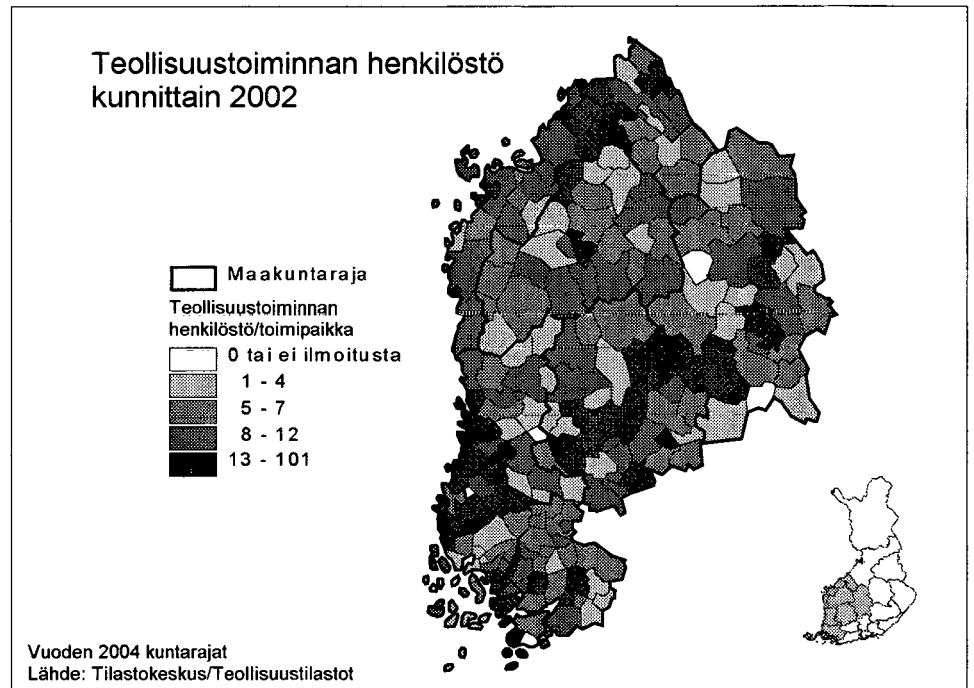 Teollisuustoiminnan henkilöstö
kunnittain 2002
Maakuntaraja
Teollisuustoiminnan
henkilöstö/toimipaikka
0 tai ei ilmoitusta
1 - 4
5 - 7
8 - 12
13 - 101
Vuoden 2004 kuntarajat
Lähde: Tilastokeskus/Teollisuustilastot